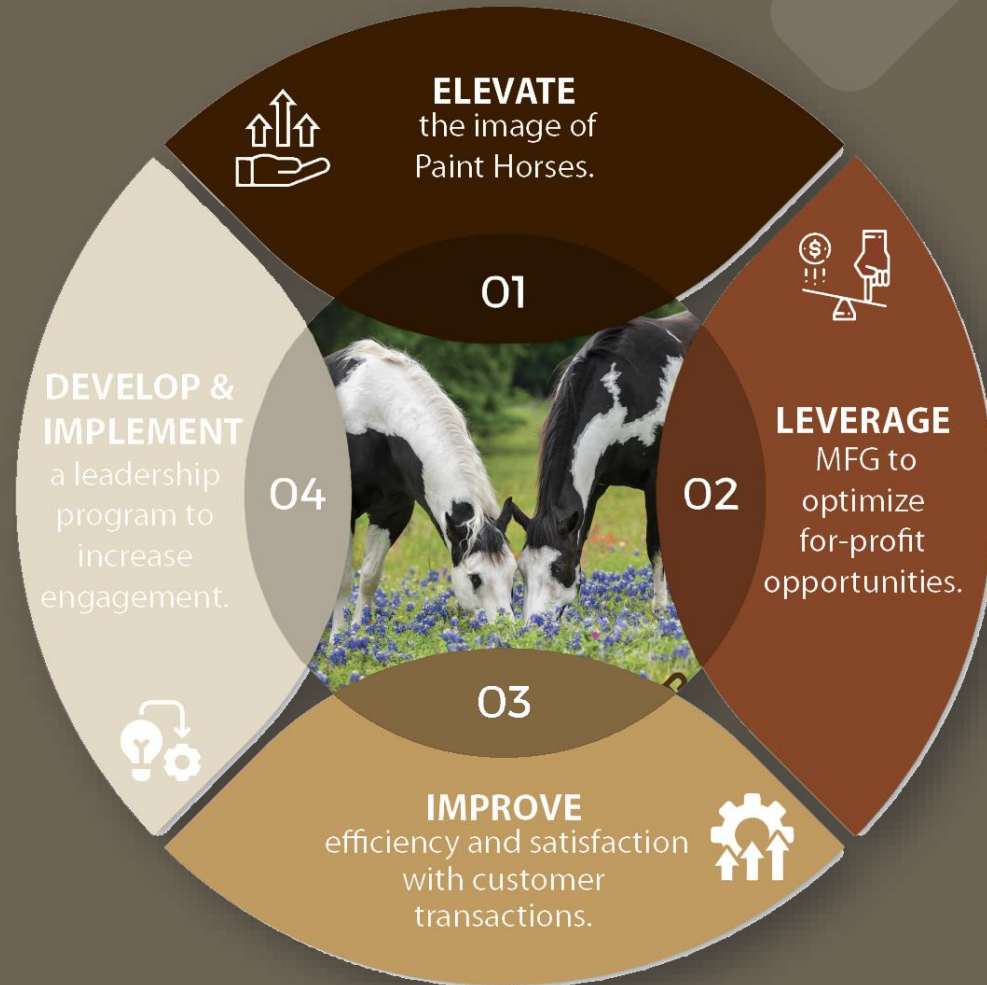 ELEVATE
the image of
Paint Horses.
01
LEVERAGE
MFG to
optimize
for-profit
opportunities.
02
03
IMPROVE
efficiency and satisfaction
with customer
transactions.
DEVELOP &
IMPLEMENT
a leadership
program to
increase
engagement.
04